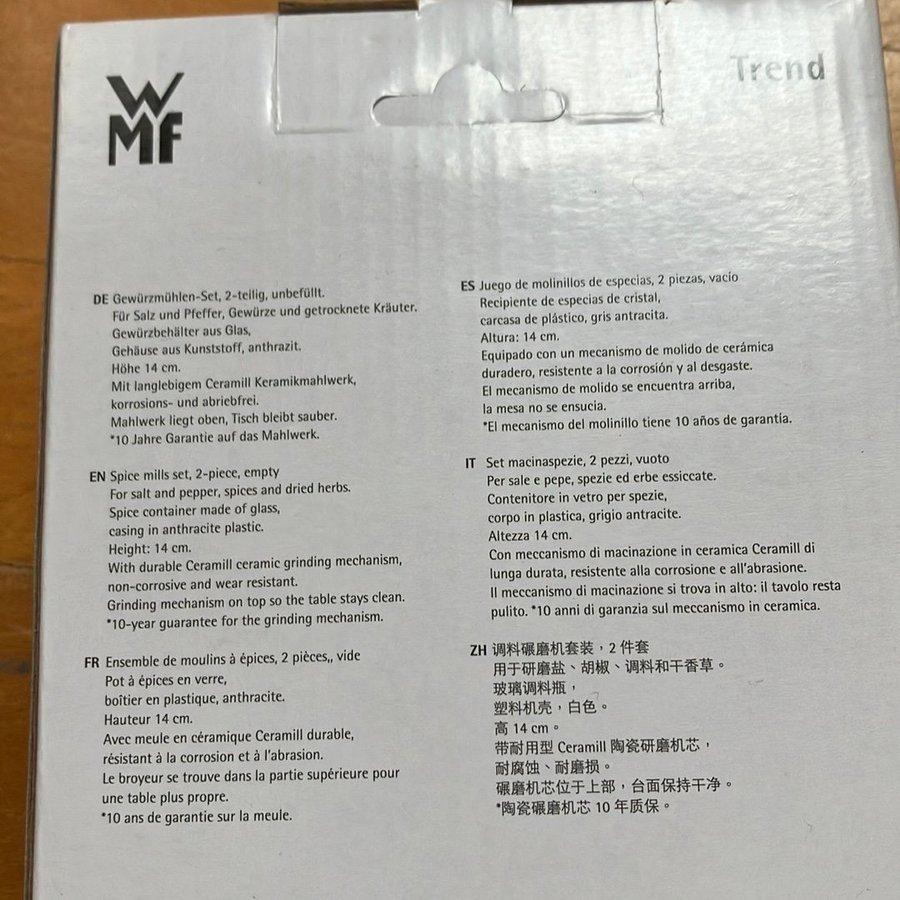 WMF
Trend
DE Gewürzmühlen-Set, 2-teilig, unbefüllt.
Für Salz und Pfeffer, Gewürze und getrocknete Kräuter.
Gewürzbehälter aus Glas,
Gehäuse aus Kunststoff, anthrazit.
Höhe 14 cm.
Mit langlebigem Ceramill Keramikmahlwerk,
korrosions- und abriebfrei.
Mahlwerk liegt oben, Tisch bleibt sauber.
*10 Jahre Garantie auf das Mahlwerk.
EN Spice mills set, 2-piece, empty
For salt and pepper, spices and dried herbs.
Spice container made of glass,
casing in anthracite plastic.
Height: 14 cm.
With durable Ceramill ceramic grinding mechanism,
non-corrosive and wear resistant.
Grinding mechanism on top so the table stays clean.
*10-year guarantee for the grinding mechanism.
FR Ensemble de moulins à épices, 2 pièces,, vide
Pot à épices en verre,
boîtier en plastique, anthracite.
Hauteur 14 cm.
Avec meule en céramique Ceramill durable,
résistant à la corrosion et à l'abrasion.
Le broyeur se trouve dans la partie supérieure pour
une table plus propre.
*10 ans de garantie sur la meule.
ES Juego de molinillos de especias, 2 piezas, vacío
Recipiente de especias de cristal,
carcasa de plástico, gris antracita.
Altura: 14 cm.
Equipado con un mecanismo de molido de cerámica
duradero, resistente a la corrosión y al desgaste.
El mecanismo de molido se encuentra arriba,
la mesa no se ensucia.
*El mecanismo del molinillo tiene 10 años de garantía.
IT Set macinaspezie, 2 pezzi, vuoto
Per sale e pepe, spezie ed erbe essiccate.
Contenitore in vetro per spezie,
corpo in plastica, grigio antracite.
Altezza 14 cm.
Con meccanismo di macinazione in ceramica Ceramill di
lunga durata, resistente alla corrosione e all'abrasione.
Il meccanismo di macinazione si trova in alto: il tavolo resta
pulito. *10 anni di garanzia sul meccanismo in ceramica.
ZH 调料碾磨机套装，2 件套
用于研磨盐、胡椒、调料和干香草。
玻璃调料瓶，
塑料机壳，白色。
高 14 cm。
带耐用型 Ceramill 陶瓷研磨机芯，
耐腐蚀、耐磨损。
碾磨机芯位于上部，台面保持干净。
*陶瓷碾磨机芯 10 年质保。